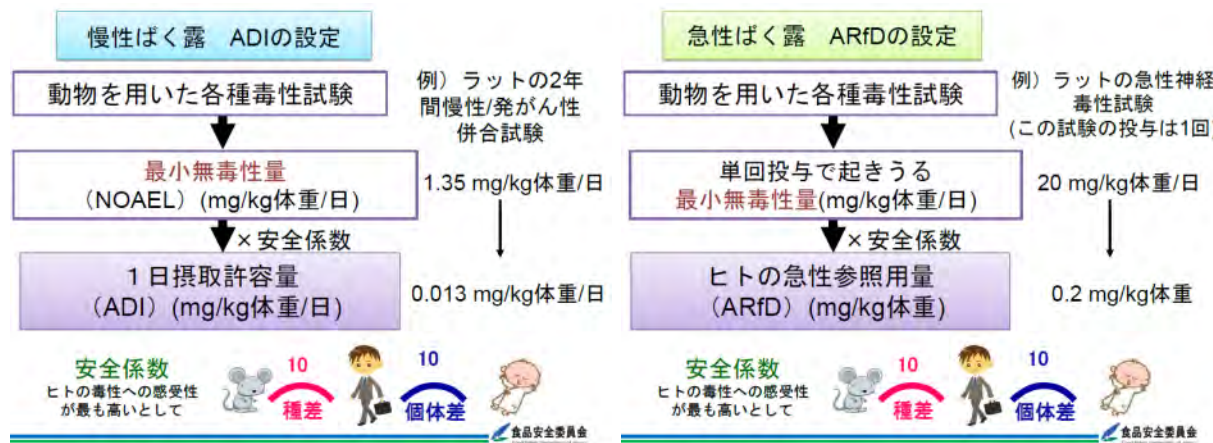 慢性ばく露　ADIの設定
動物を用いた各種毒性試験
例）ラットの2年
間慢性/発がん性
併合試験
最小無毒性量
（NOAEL）(mg/kg体重/日)
1.35 mg/kg体重/日
×安全係数
１日摂取許容量
（ADI）(mg/kg体重/日)
0.013 mg/kg体重/日
安全係数
ヒトの毒性への感受性
が最も高いとして
10
種差
10
個体差
食品安全委員会
急性ばく露　ARfDの設定
動物を用いた各種毒性試験
例）ラットの急性神経
毒性試験
(この試験の投与は1回)
単回投与で起きうる
最小無毒性量(mg/kg体重/日)
20 mg/kg体重/日
×安全係数
ヒトの急性参照用量
（ARfD）(mg/kg体重)
0.2 mg/kg体重
安全係数
ヒトの毒性への感受性
が最も高いとして
10
種差
10
個体差
食品安全委員会